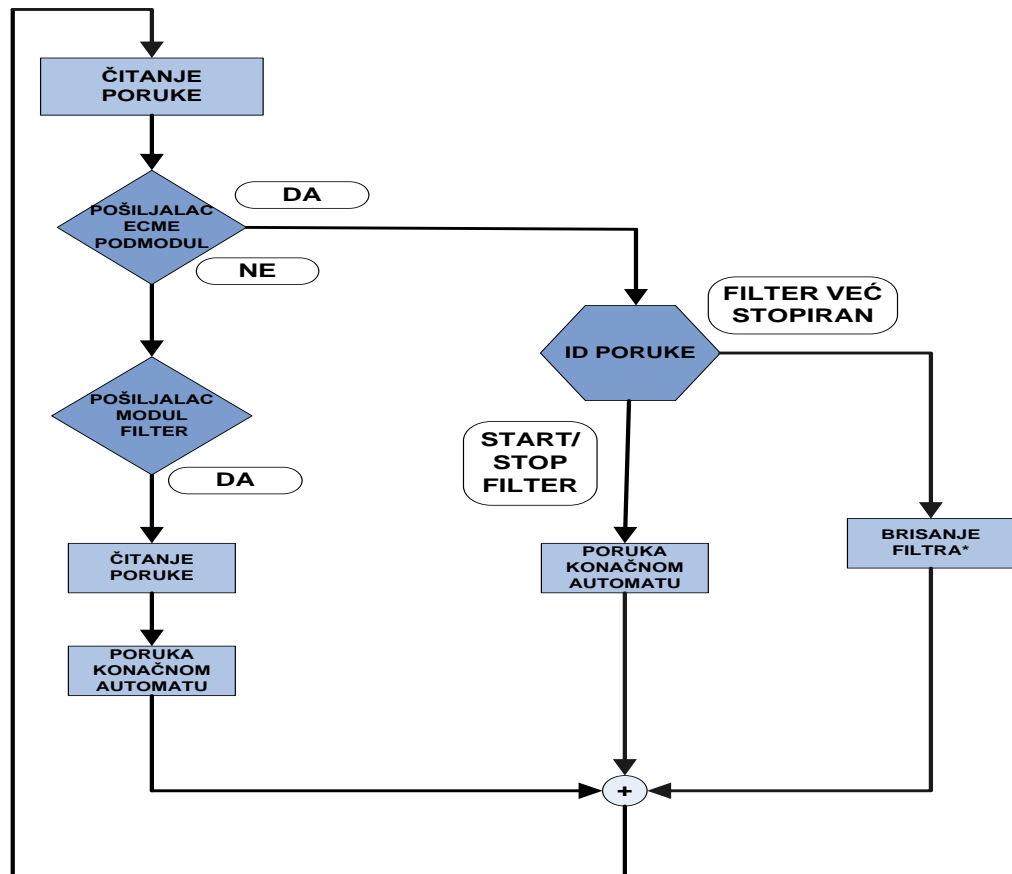 ČITANJE
PORUKE
POŠILJALAC
ECME
PODMODUL
DA
NE
FILTER VEĆ
STOPIRAN
ID PORUKE
POŠILJALAC
MODUL
FILTER
START/
STOP
FILTER
DA
BRISANJE
FILTRA*
ČITANJE
PORUKE
PORUKA
KONAČNOM
AUTOMATU
PORUKA
KONAČNOM
AUTOMATU
+